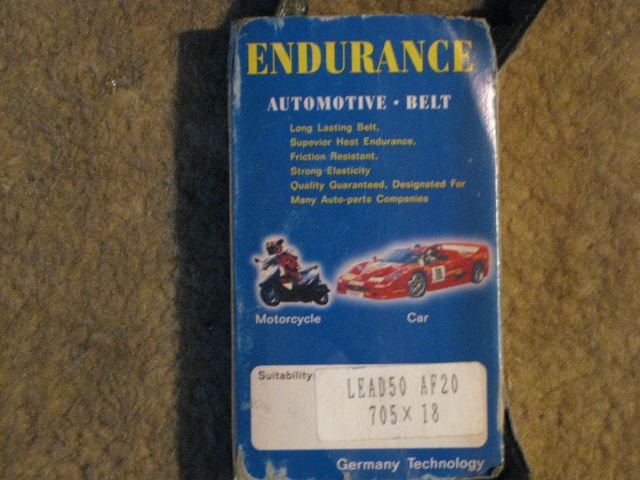 ENDURANCE
AUTOMOTIVE • BELT
Long Lasting Belt,
Supevior Heat Endurance,
Friction Resistant,
Strong Elasticity
Quality Guaranteed, Designated For
Many Auto-parts Companies
18
Motorcycle
Car
Suitability:
LEAD50 AF20
705× 18
Germany Technology